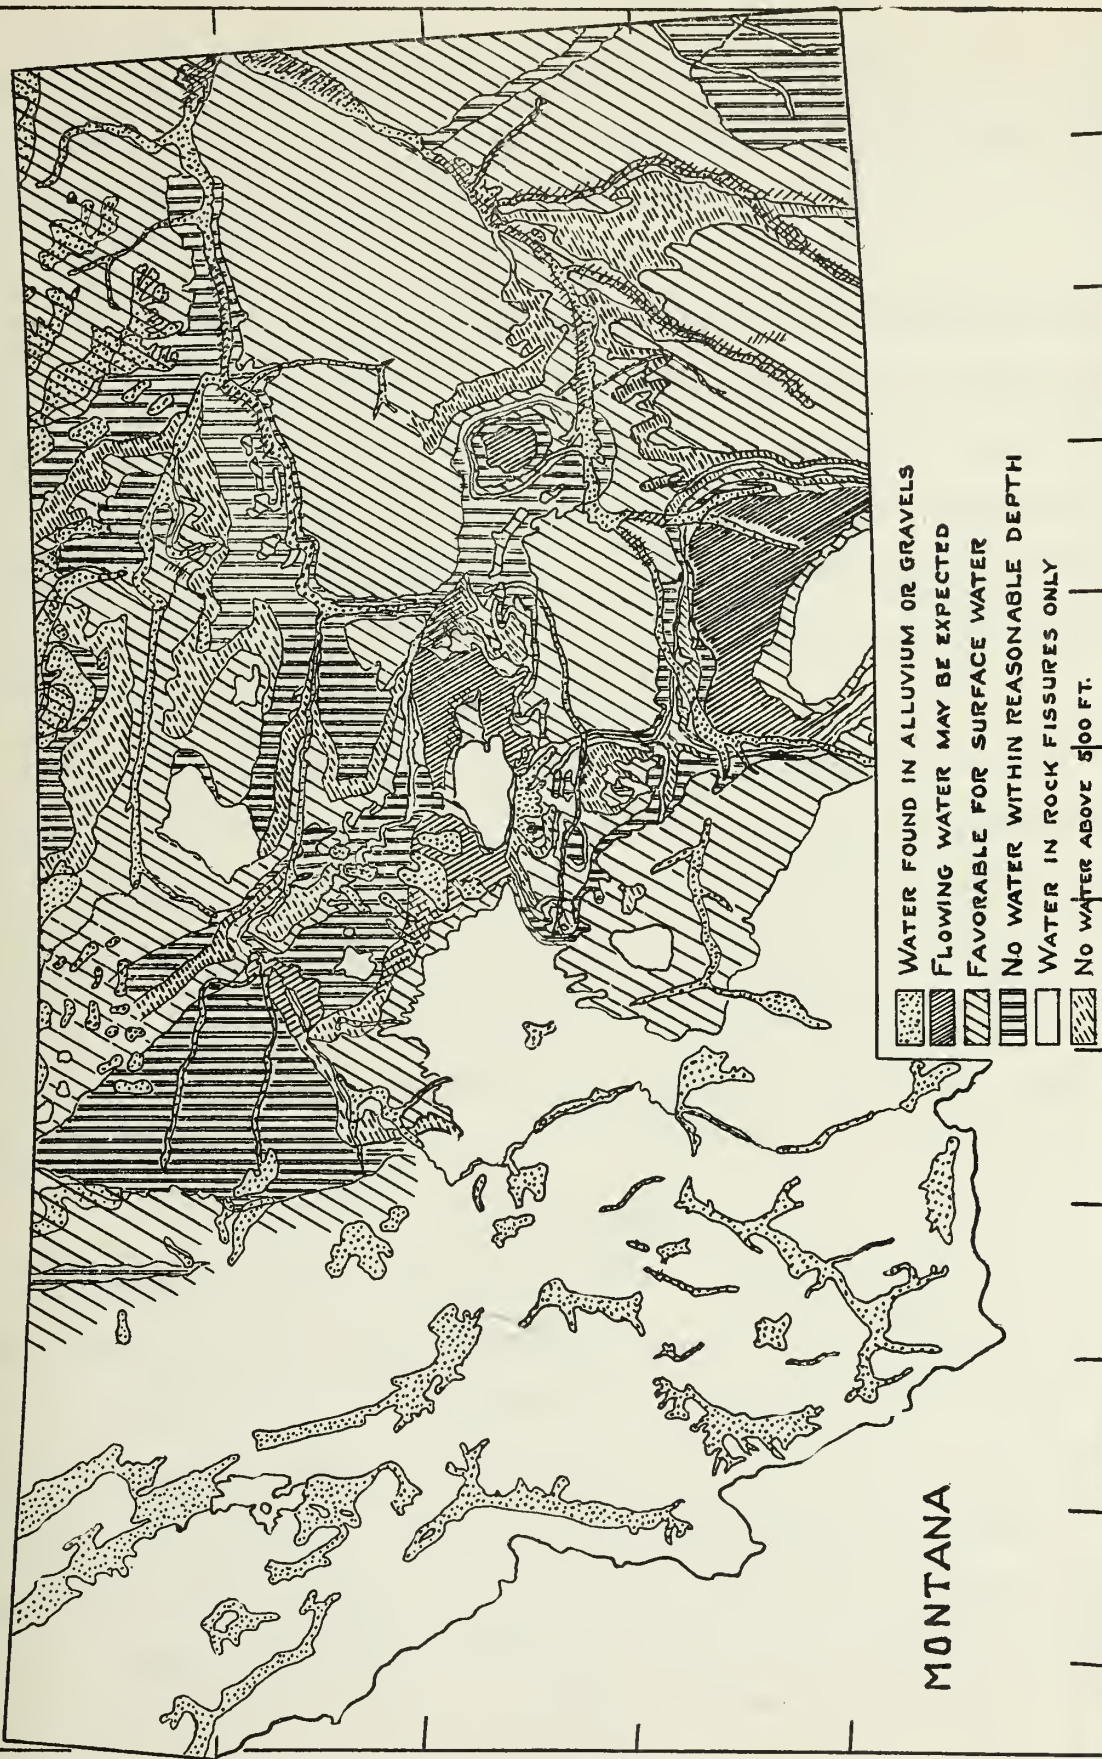 MONTANA
WATER FOUND IN ALLUVIUM OR GRAVELS
FLOWING WATER MAY BE EXPECTED
FAVORABLE FOR SURFACE WATER
NO WATER WITHIN REASONABLE DEPTH
WATER IN ROCK FISSURES ONLY
NO WATER ABOVE 500 FT.